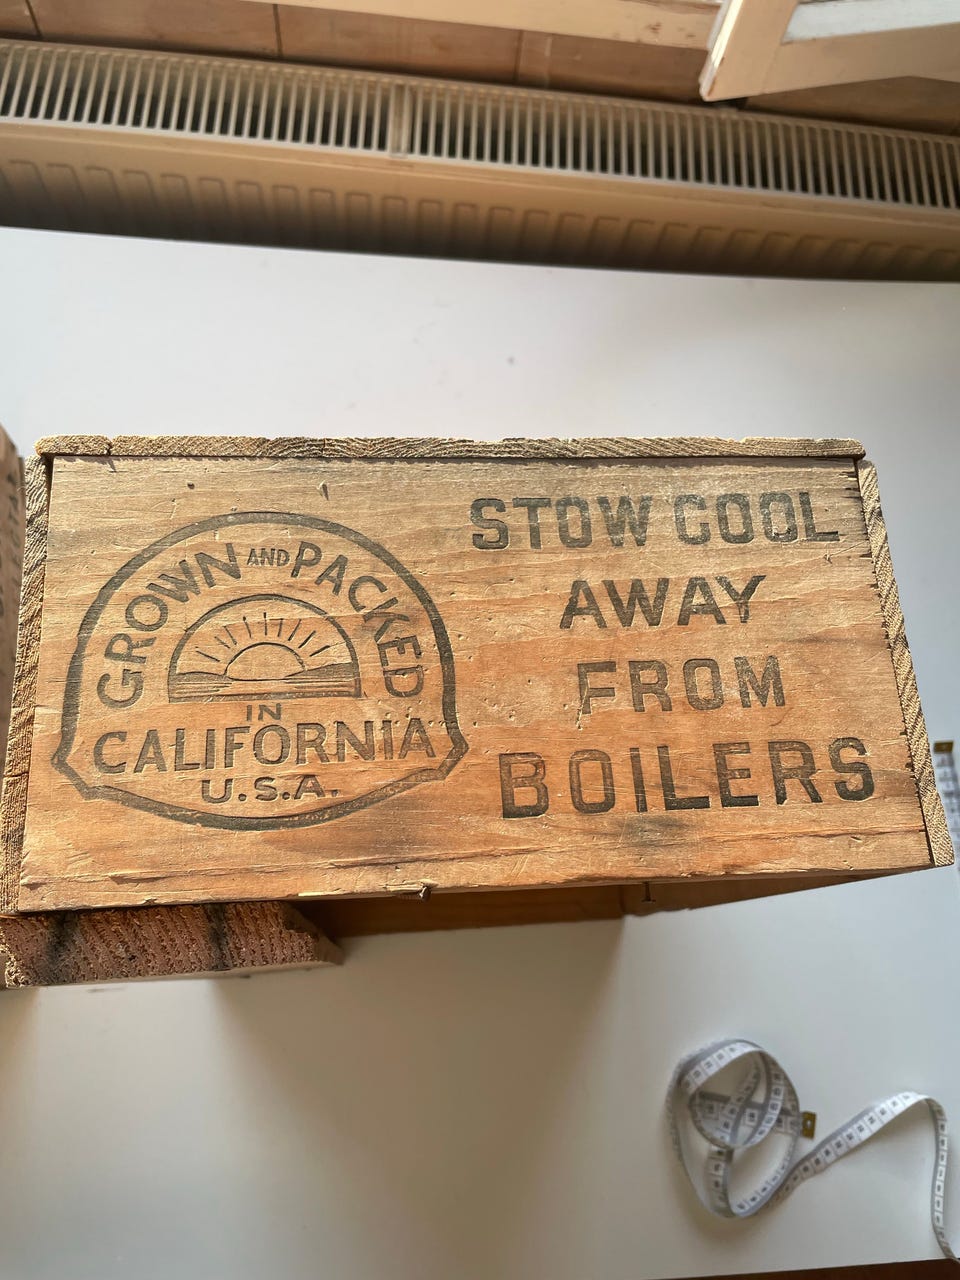 GROWN AND PACKED
IN
CALIFORNIA
U.S.A.
STOW COOL
AWAY
FROM
BOILERS